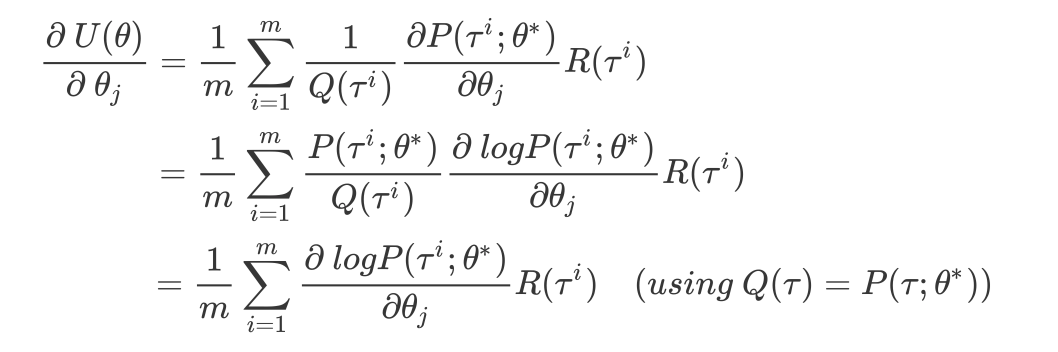 ∂ U(θ)/∂ θ_j = 1/m ∑_{i=1}^{m} 1/Q(τ^i) ∂P(τ^i; θ*)/∂θ_j R(τ^i)
= 1/m ∑_{i=1}^{m} P(τ^i; θ*)/Q(τ^i) ∂ logP(τ^i; θ*)/∂θ_j R(τ^i)
= 1/m ∑_{i=1}^{m} ∂ logP(τ^i; θ*)/∂θ_j R(τ^i) (using Q(τ) = P(τ; θ*))